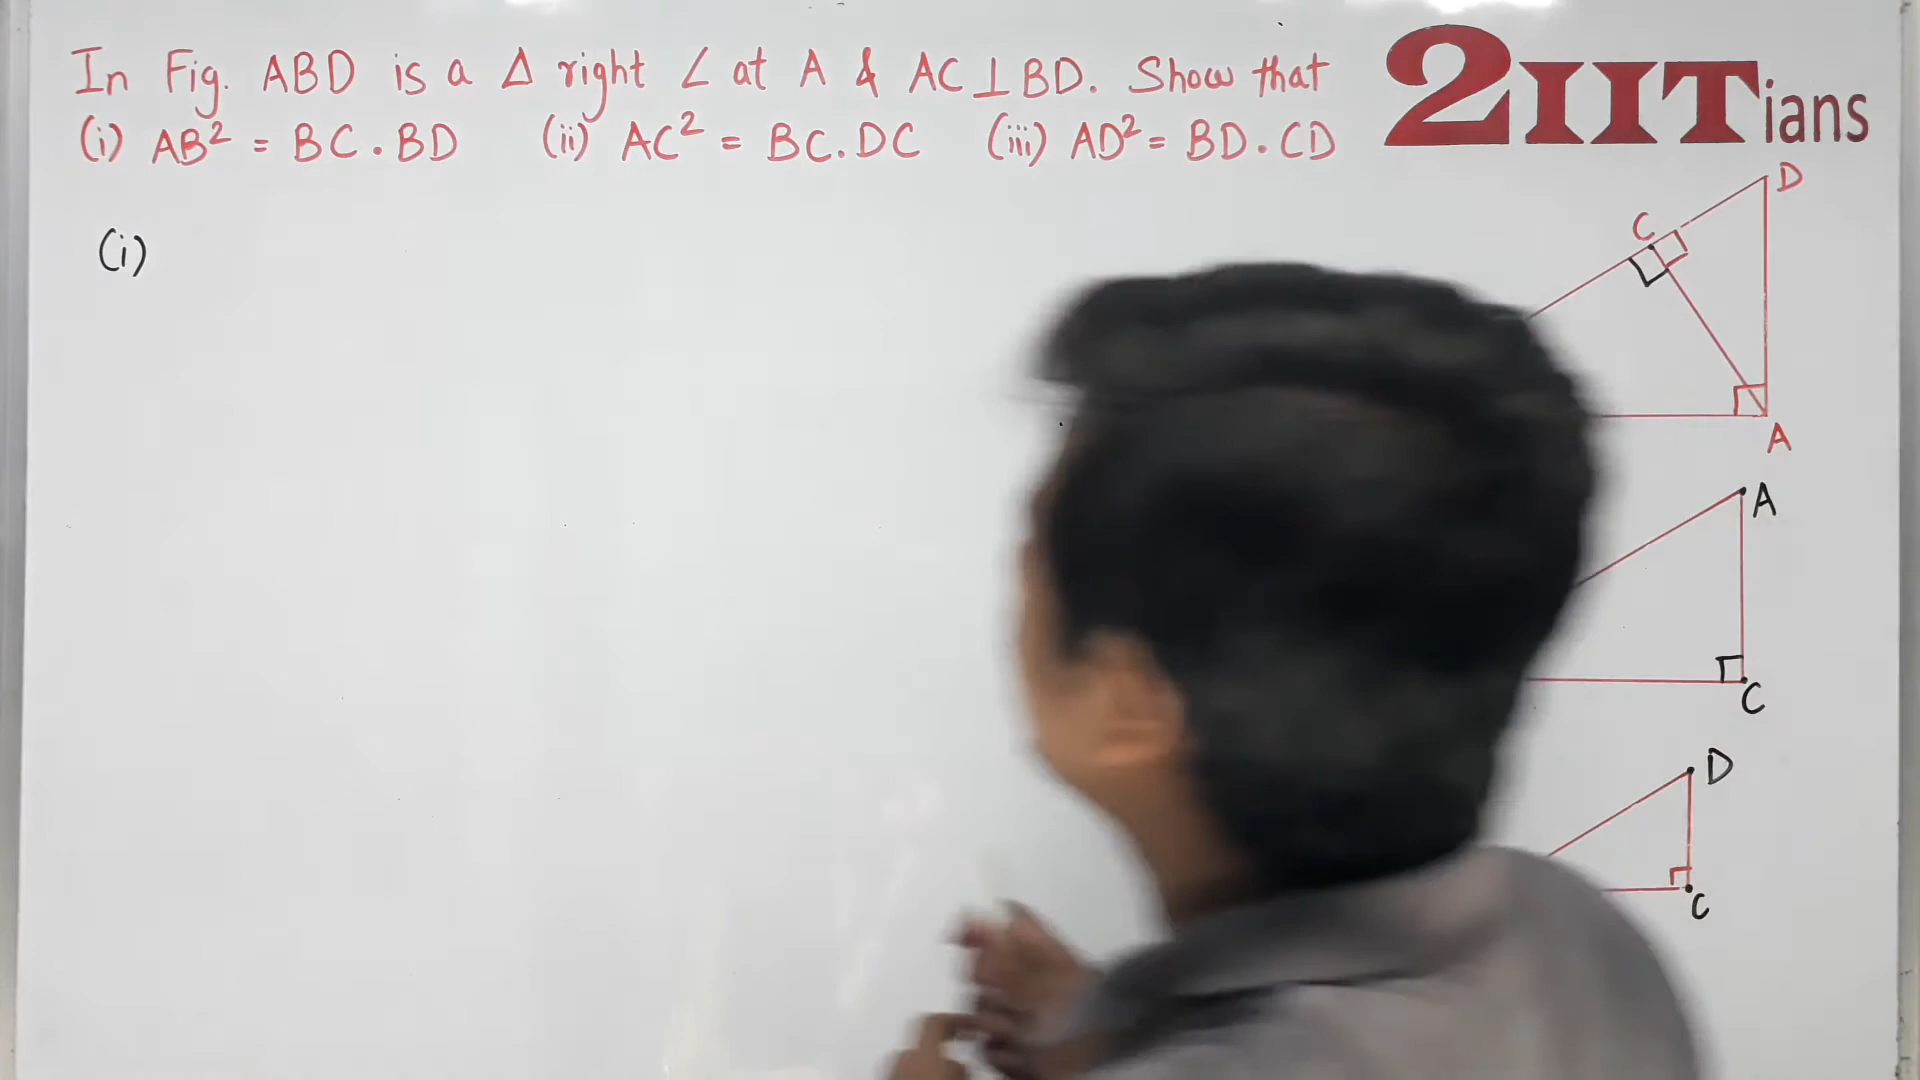 In Fig. ABD is a Δ right ∠ at A & AC⊥BD. Show that
(i) AB² = BC.BD (ii) AC² = BC.DC (iii) AD² = BD.CD
2IITians
(i)
D
C
A
A
C
D
C